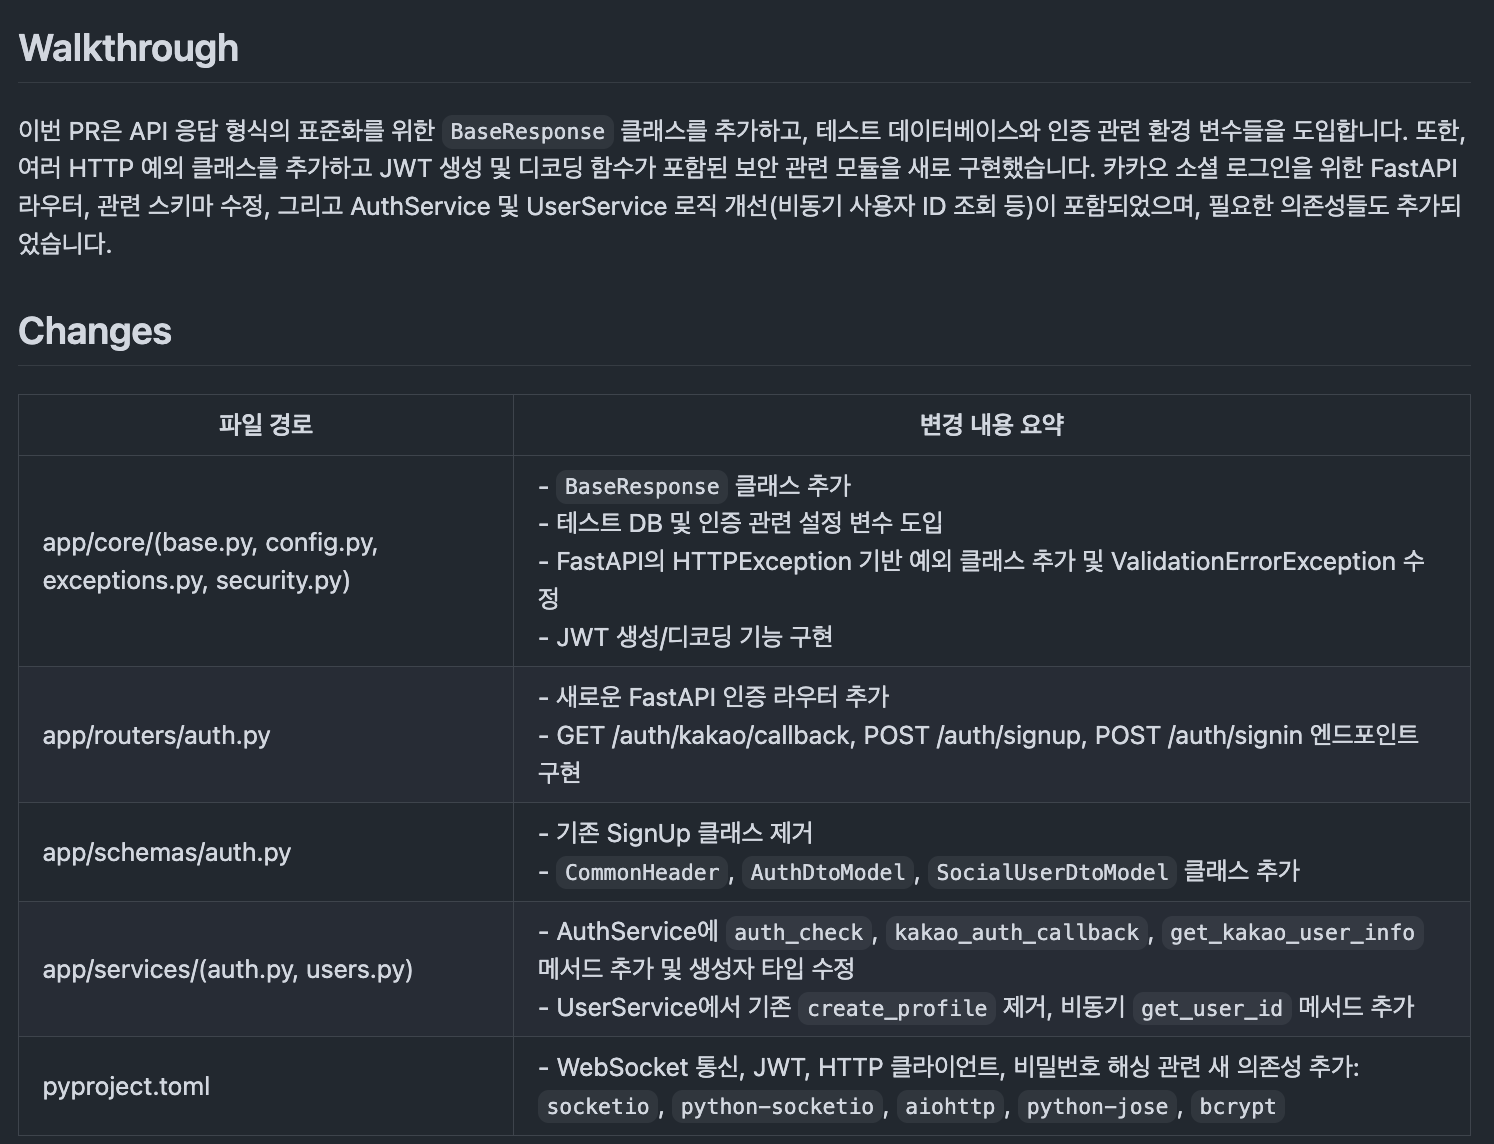 Walkthrough
이번 PR은 API 응답 형식의 표준화를 위한 BaseResponse 클래스를 추가하고, 테스트 데이터베이스와 인증 관련 환경 변수들을 도입합니다. 또한,
여러 HTTP 예외 클래스를 추가하고 JWT 생성 및 디코딩 함수가 포함된 보안 관련 모듈을 새로 구현했습니다. 카카오 소셜 로그인을 위한 FastAPI
라우터, 관련 스키마 수정, 그리고 AuthService 및 UserService 로직 개선(비동기 사용자 ID 조회 등)이 포함되었으며, 필요한 의존성들도 추가되
었습니다.
Changes
파일 경로
변경 내용 요약
app/core/(base.py, config.py,
exceptions.py, security.py)
- BaseResponse 클래스 추가
- 테스트 DB 및 인증 관련 설정 변수 도입
- FastAPI의 HTTPException 기반 예외 클래스 추가 및 ValidationErrorException 수
정
- JWT 생성/디코딩 기능 구현
app/routers/auth.py
- 새로운 FastAPI 인증 라우터 추가
- GET /auth/kakao/callback, POST /auth/signup, POST /auth/signin 엔드포인트
구현
app/schemas/auth.py
- 기존 SignUp 클래스 제거
- CommonHeader, AuthDtoModel, SocialUserDtoModel 클래스 추가
app/services/(auth.py, users.py)
- AuthService에 auth_check, kakao_auth_callback, get_kakao_user_info
메서드 추가 및 생성자 타입 수정
- UserService에서 기존 create_profile 제거, 비동기 get_user_id 메서드 추가
pyproject.toml
- WebSocket 통신, JWT, HTTP 클라이언트, 비밀번호 해싱 관련 새 의존성 추가:
socketio, python-socketio, aiohttp, python-jose, bcrypt